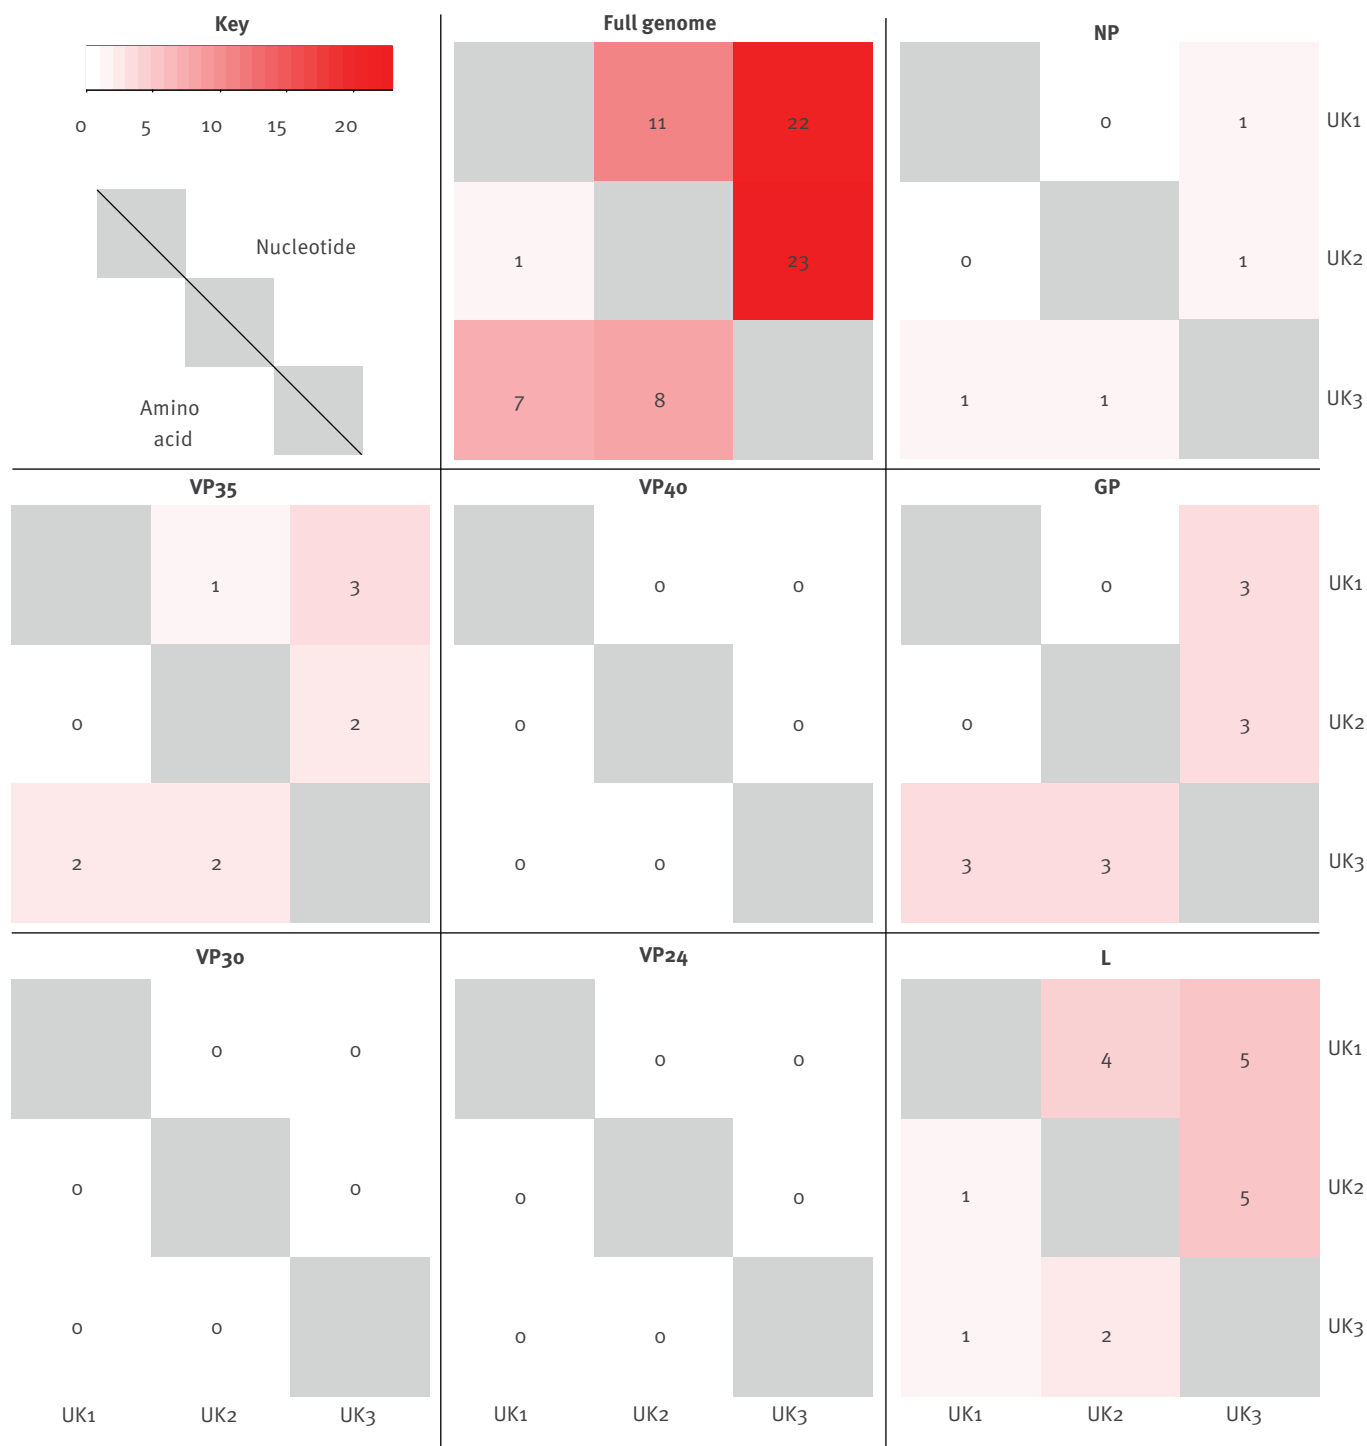 Key
0 5 10 15 20
Nucleotide
Amino
acid
Full genome
11 22
1 23
7 8
NP
0 1 UK1
0 1 UK2
1 1 UK3
VP35
1 3
0 2
2 2
VP40
0 0
0 0
0 0
GP
0 3 UK1
0 3 UK2
3 3 UK3
VP30
0 0
0 0
0 0
UK1 UK2 UK3
VP24
0 0
0 0
0 0
UK1 UK2 UK3
L
4 5 UK1
1 5 UK2
1 2 UK3
UK1 UK2 UK3